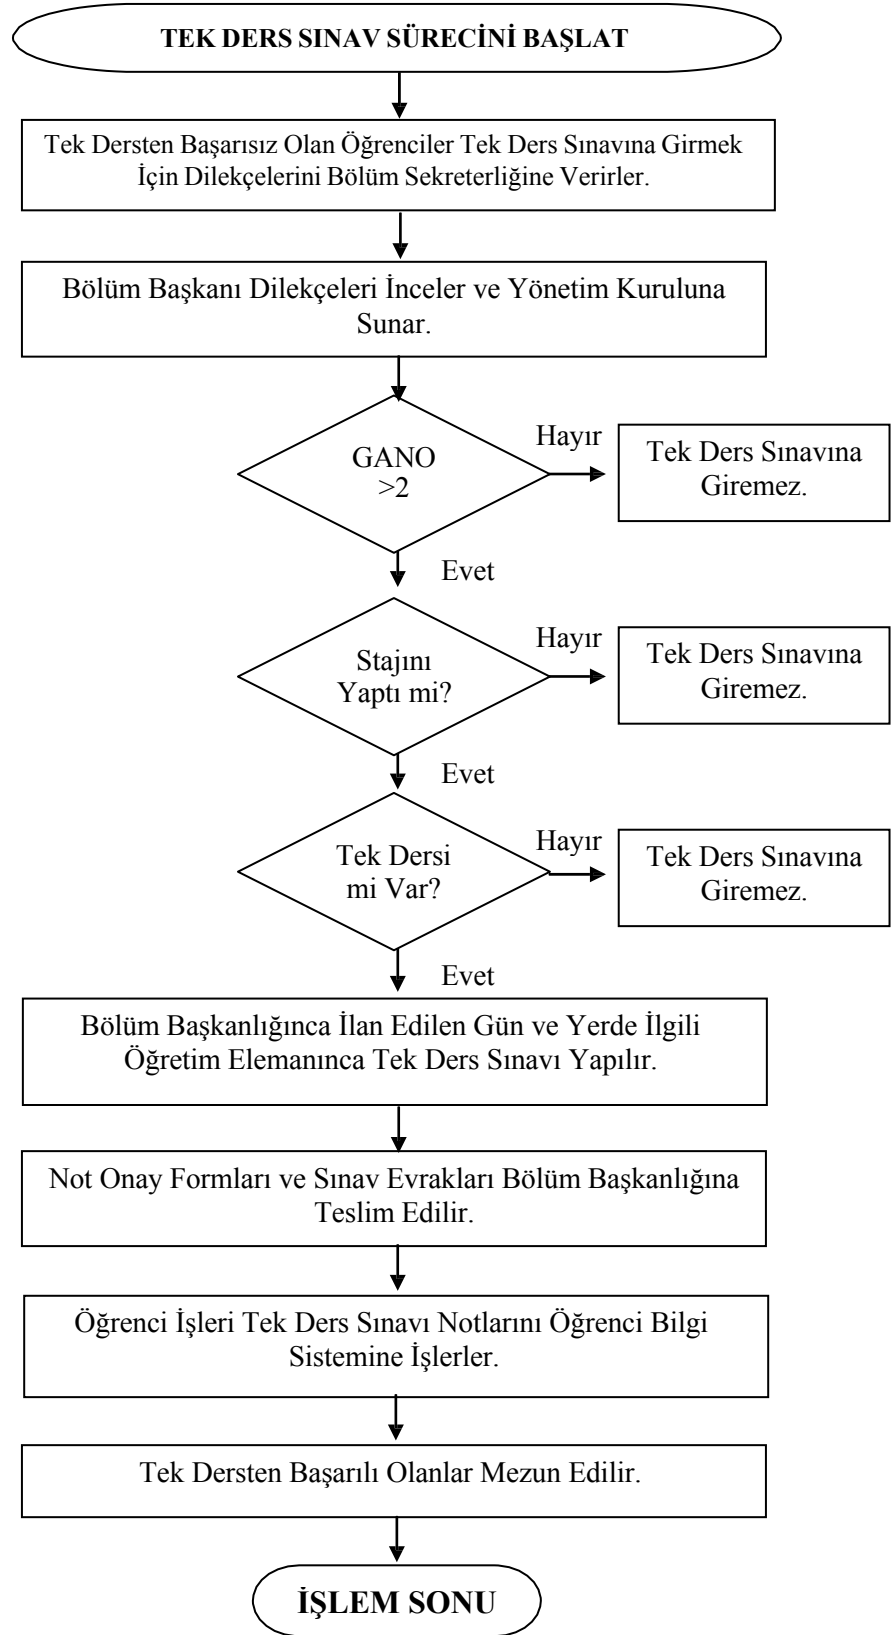 TEK DERS SINAV SÜRECİNİ BAŞLAT
Tek Dersten Başarısız Olan Öğrenciler Tek Ders Sınavına Girmek
İçin Dilekçelerini Bölüm Sekreterliğine Verirler.
Bölüm Başkanı Dilekçeleri İnceler ve Yönetim Kuruluna
Sunar.
GANO
>2
Hayır
Tek Ders Sınavına
Giremez.
Evet
Stajını
Yaptı mi?
Hayır
Tek Ders Sınavına
Giremez.
Evet
Tek Dersi
mi Var?
Hayır
Tek Ders Sınavına
Giremez.
Evet
Bölüm Başkanlığınca İlan Edilen Gün ve Yerde İlgili
Öğretim Elemanınca Tek Ders Sınavı Yapılır.
Not Onay Formları ve Sınav Evrakları Bölüm Başkanlığına
Teslim Edilir.
Öğrenci İşleri Tek Ders Sınavı Notlarını Öğrenci Bilgi
Sistemine İşlerler.
Tek Dersten Başarılı Olanlar Mezun Edilir.
İŞLEM SONU